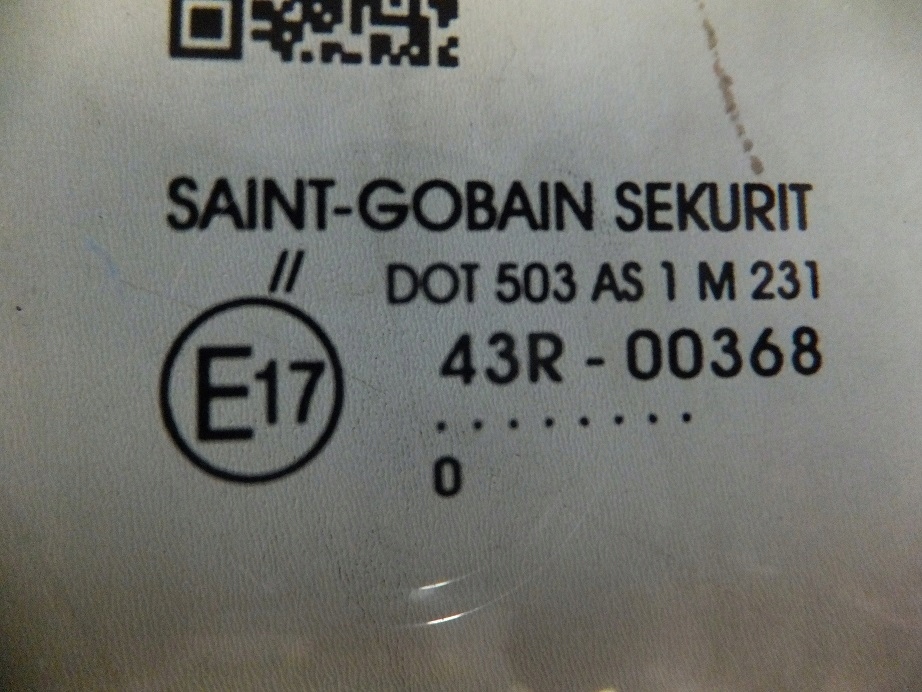 SAINT-GOBAIN SEKURIT
// DOT 503 AS 1 M 231
E17 43R - 00368
. . . . . . . .
0